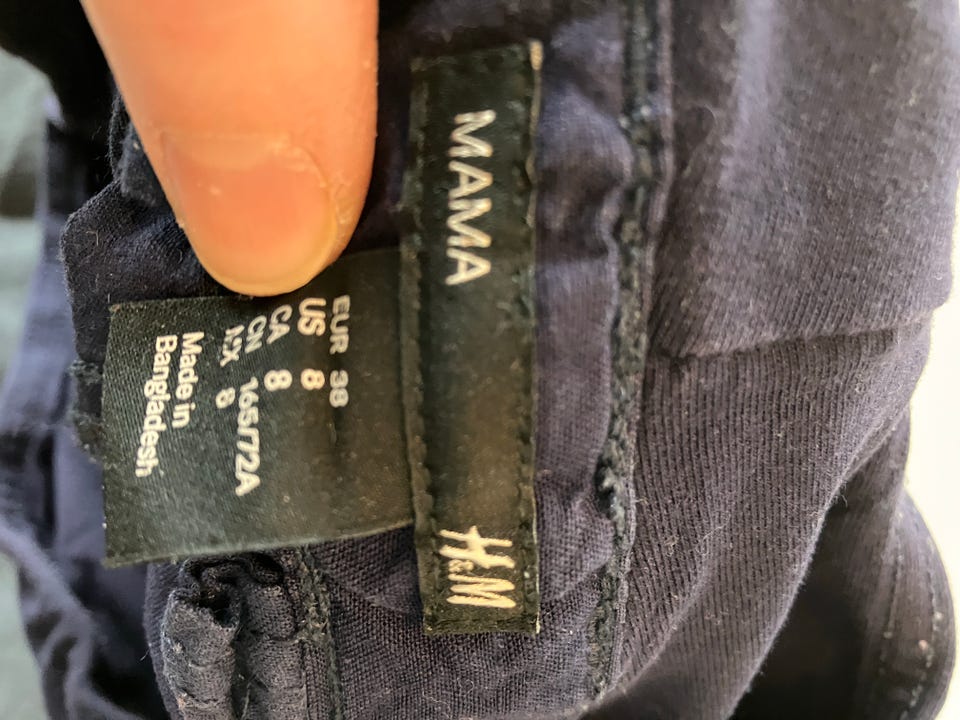 MAMA
H&M
EUR 38
US 8
CA 8
CN 165/72A
MX 8
Made in
Bangladesh